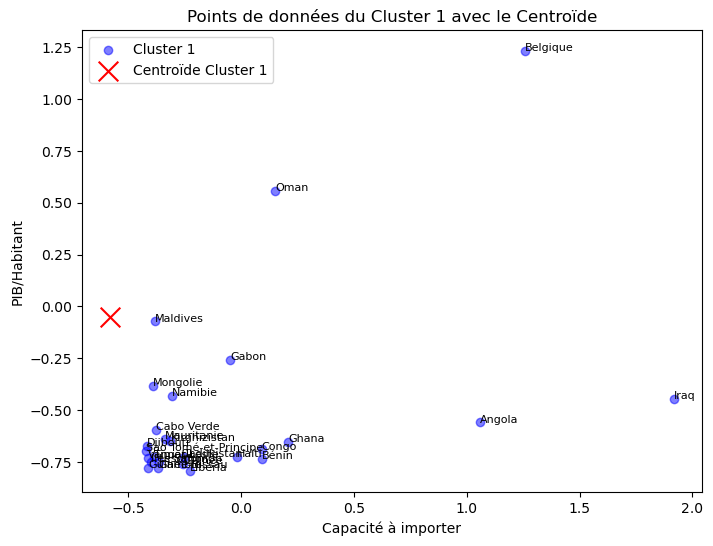 Points de données du Cluster 1 avec le Centroïde
Cluster 1
Centroïde Cluster 1
Belgique
Oman
Maldives
Gabon
Mongolie
Namibie
Iraq
Angola
Cabo Verde
Mauritanie
Kirghizistan
Djibouti
Ghana
Sao Tomé-et-Principe
Congo
Haïti
Bénin
Libéria
PIB/Habitant
1.25
1.00
0.75
0.50
0.25
0.00
−0.25
−0.50
−0.75
−0.5
0.0
0.5
1.0
1.5
2.0
Capacité à importer